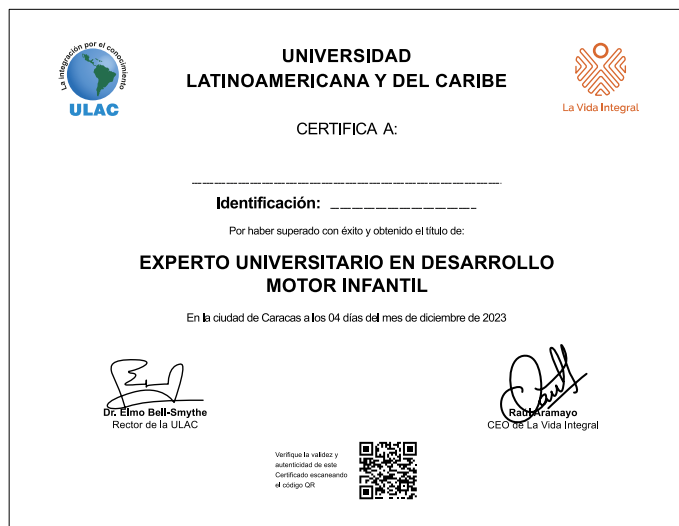 La integración por el conocimiento
ULAC
UNIVERSIDAD
LATINOAMERICANA Y DEL CARIBE
La Vida Integral
CERTIFICA A:
Identificación:
Por haber superado con éxito y obtenido el título de:
EXPERTO UNIVERSITARIO EN DESARROLLO
MOTOR INFANTIL
En la ciudad de Caracas a los 04 días del mes de diciembre de 2023
Dr. Elmo Bell-Smythe
Rector de la ULAC
Raúl Aramayo
CEO de La Vida Integral
Verifique la validez y
autenticidad de este
Certificado escaneando
el código QR